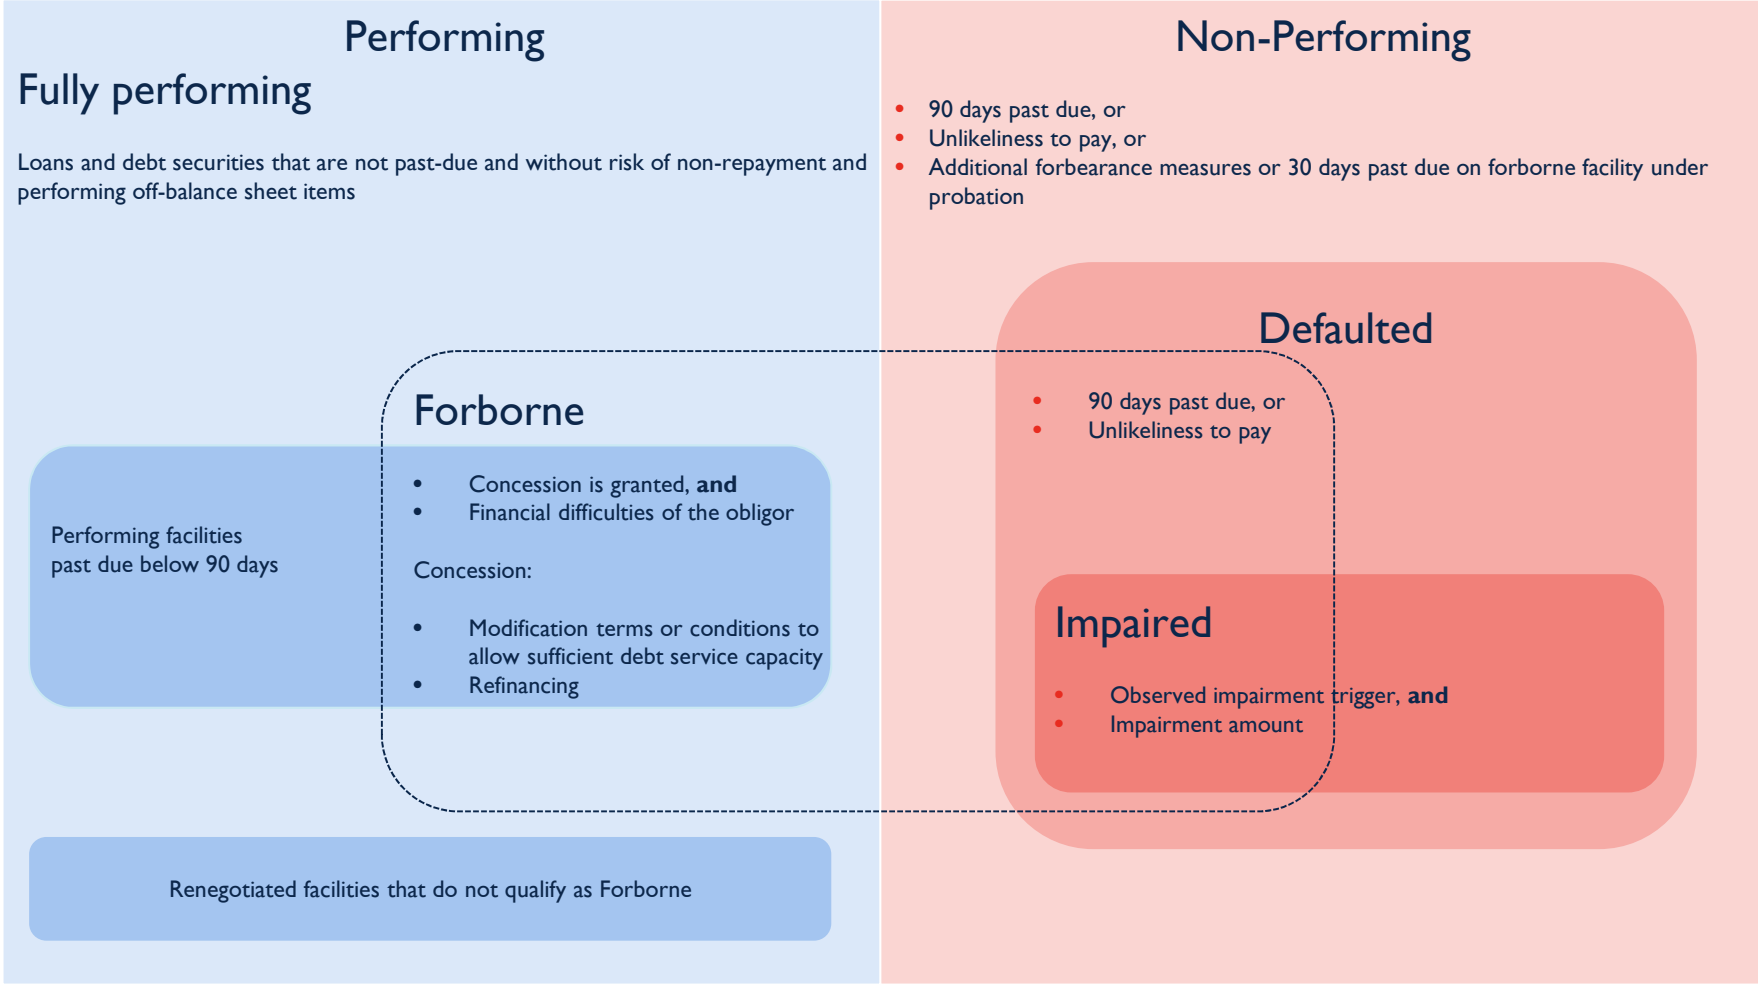 Performing
Fully performing
Loans and debt securities that are not past-due and without risk of non-repayment and
performing off-balance sheet items
Forborne
• Concession is granted, and
• Financial difficulties of the obligor
Performing facilities
past due below 90 days
Concession:
• Modification terms or conditions to
allow sufficient debt service capacity
• Refinancing
Renegotiated facilities that do not qualify as Forborne
Non-Performing
• 90 days past due, or
• Unlikeliness to pay, or
• Additional forbearance measures or 30 days past due on forborne facility under
probation
Defaulted
• 90 days past due, or
• Unlikeliness to pay
Impaired
• Observed impairment trigger, and
• Impairment amount